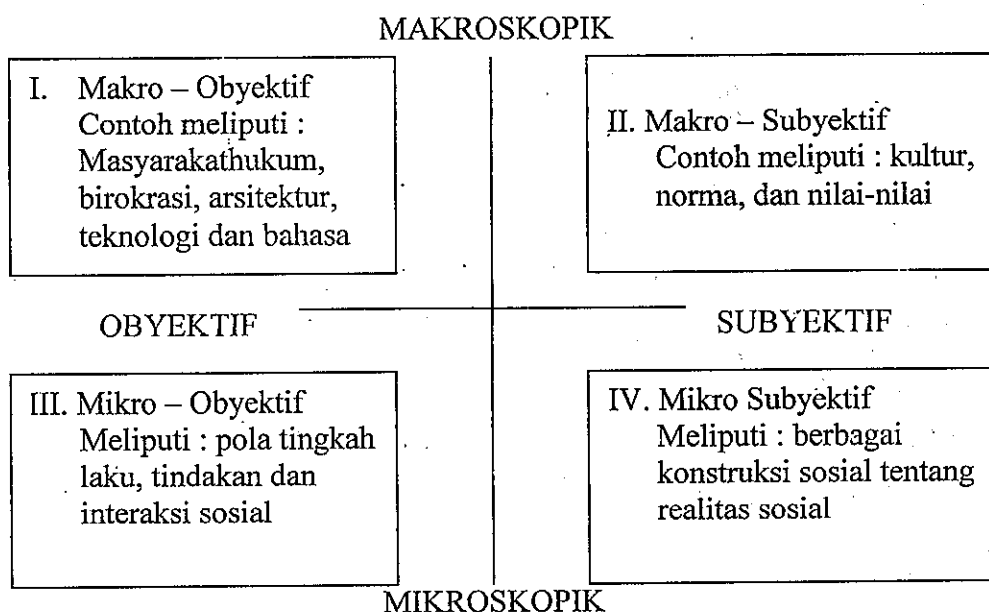 MAKROSKOPIK
I. Makro – Obyektif
Contoh meliputi :
Masyarakathukum,
birokrasi, arsitektur,
teknologi dan bahasa
II. Makro – Subyektif
Contoh meliputi : kultur,
norma, dan nilai-nilai
OBYEKTIF
SUBYEKTIF
III. Mikro – Obyektif
Meliputi : pola tingkah
laku, tindakan dan
interaksi sosial
IV. Mikro Subyektif
Meliputi : berbagai
konstruksi sosial tentang
realitas sosial
MIKROSKOPIK